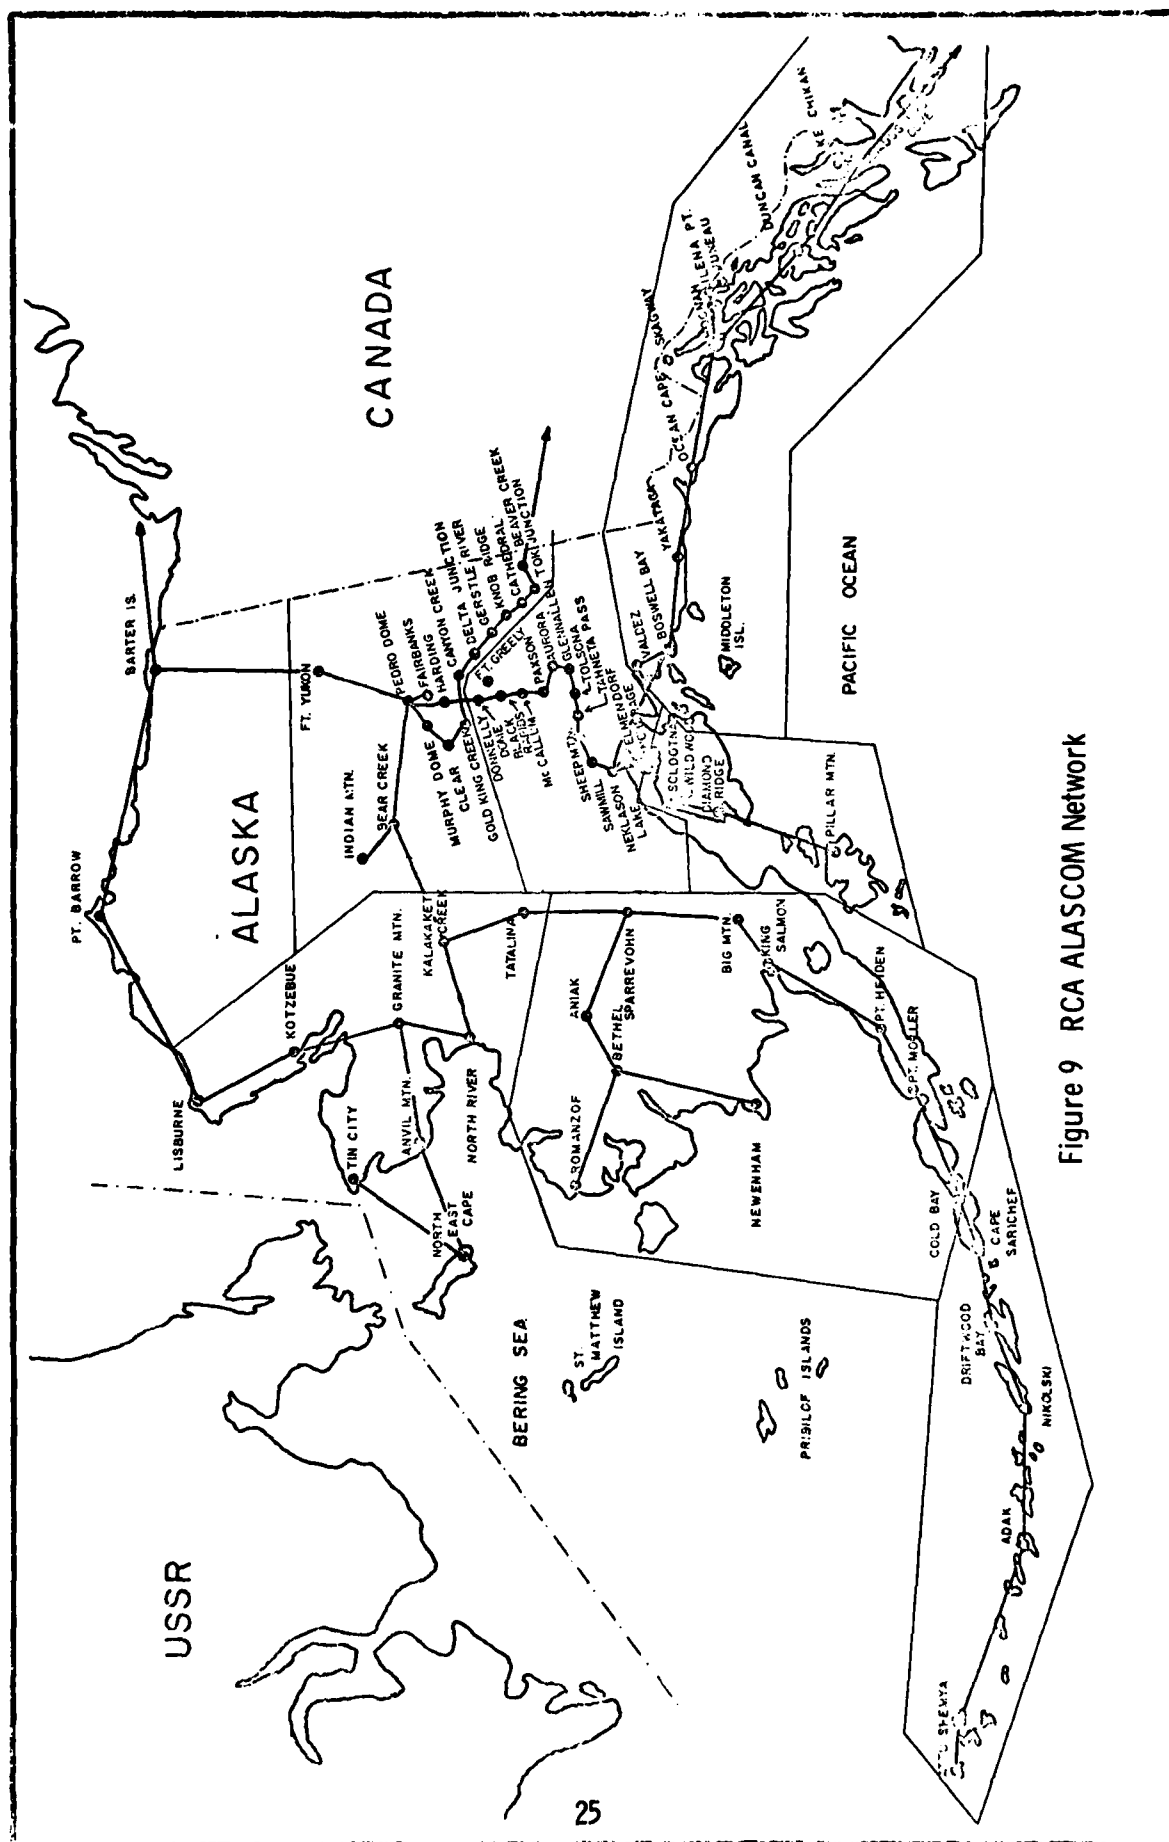 USSR
CANADA
ALASKA
BERING SEA
PACIFIC OCEAN
PT. BARROW
BARTER IS.
LISBURNE
KOTZEBUE
FT. YUKON
INDIAN MTN.
BEAR CREEK
PEDRO DOME
FAIRBANKS
HARDING
CANYON CREEK
DELTA JUNCTION
DELTA RIVER
GERSTLE
KNOB RIDGE
CATHEDRAL
BEAVER CREEK
TOK JUNCTION
MURPHY DOME
CLEAR
GOLD KING CREEK
DONNELLY
DOME
BLACK
RAPIDS
McCALLUM
FT. GREELY
PAXSON
AURORA
GLENNALLEN
TOLSONA
TAHNETA PASS
SHEEP MTN.
SAWMILL
NEKLASON
LAKE
ELMENDORF
SOLDOTNA
WILDWOOD
DIAMOND
RIDGE
PILLAR MTN.
VALDEZ
BOSWELL BAY
MIDDLETON
ISL.
YAKATAGA
OCEAN CAPE
SKAGWAY
LENA PT.
JUNEAU
DUNCAN CANAL
TIN CITY
ANVIL MTN.
GRANITE MTN.
KALAKAKET
CREEK
NORTH RIVER
NORTH
EAST
CAPE
TATALINA
ANIAK
BETHEL
SPARREVOHN
ROMANZOF
NEWENHAM
BIG MTN.
KING
SALMON
PT. HEIDEN
PT. MOLLER
COLD BAY
CAPE
SARICHEF
DRIFTWOOD
BAY
NIKOLSKI
ADAK
SHEMYA
ST.
MATTHEW
ISLAND
PRIBILOF ISLANDS
Figure 9 RCA ALASCOM Network
25